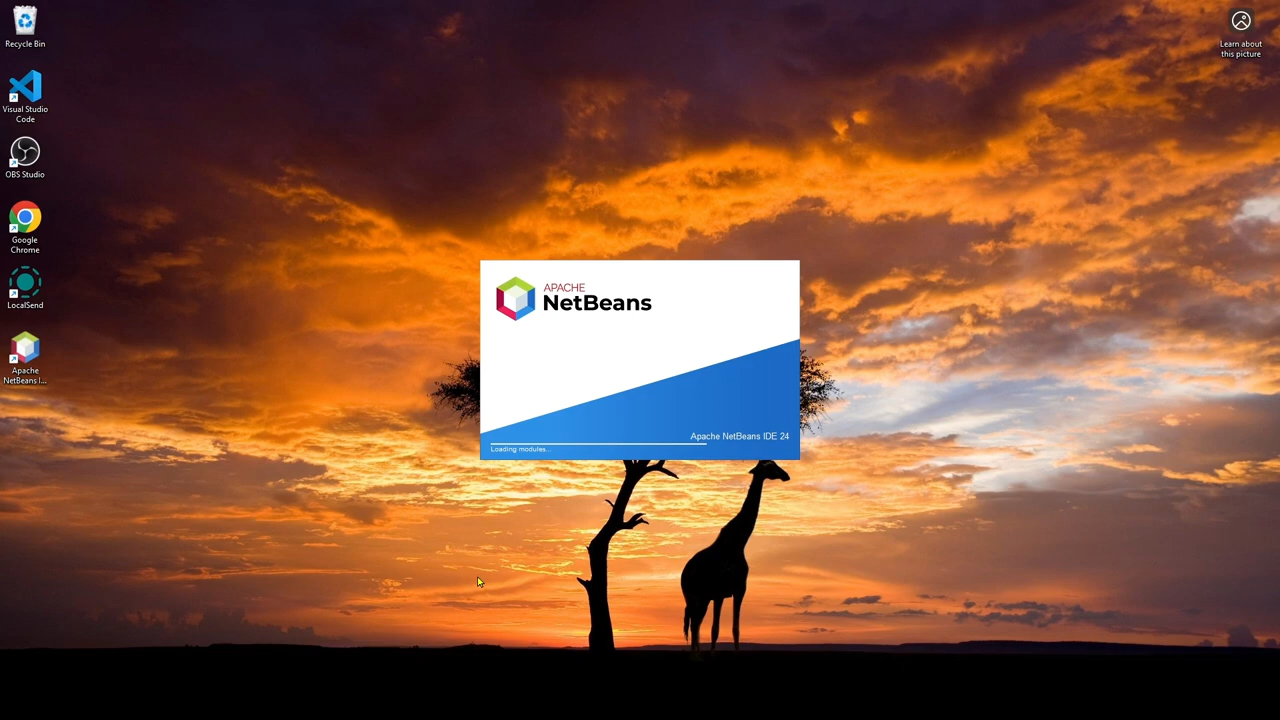 Recycle Bin
Visual Studio
Code
OBS Studio
Google
Chrome
LocalSend
Apache
NetBeans I...
Learn about
this picture
APACHE
NetBeans
Apache NetBeans IDE 24
Loading modules...